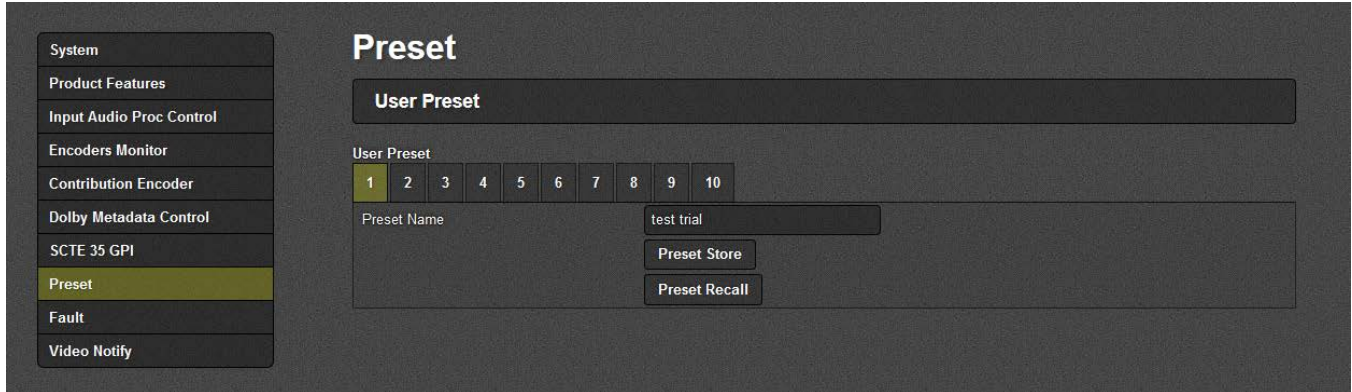 System
Product Features
Input Audio Proc Control
Encoders Monitor
Contribution Encoder
Dolby Metadata Control
SCTE 35 GPI
Preset
Fault
Video Notify
Preset
User Preset
User Preset
1 2 3 4 5 6 7 8 9 10
Preset Name test trial
Preset Store
Preset Recall